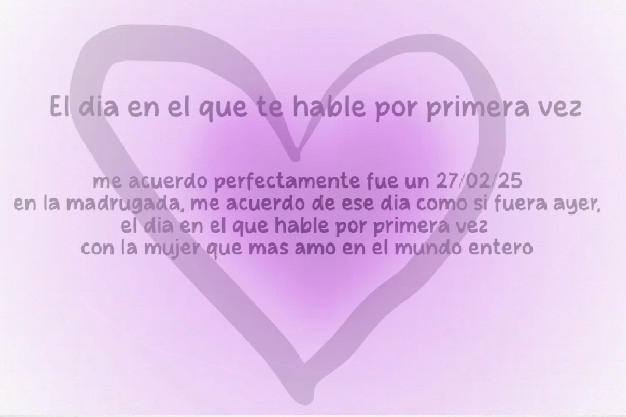 El dia en el que te hable por primera vez
me acuerdo perfectamente fue un 27/02/25
en la madrugada, me acuerdo de ese dia como si fuera ayer,
el dia en el que hable por primera vez
con la mujer que mas amo en el mundo entero